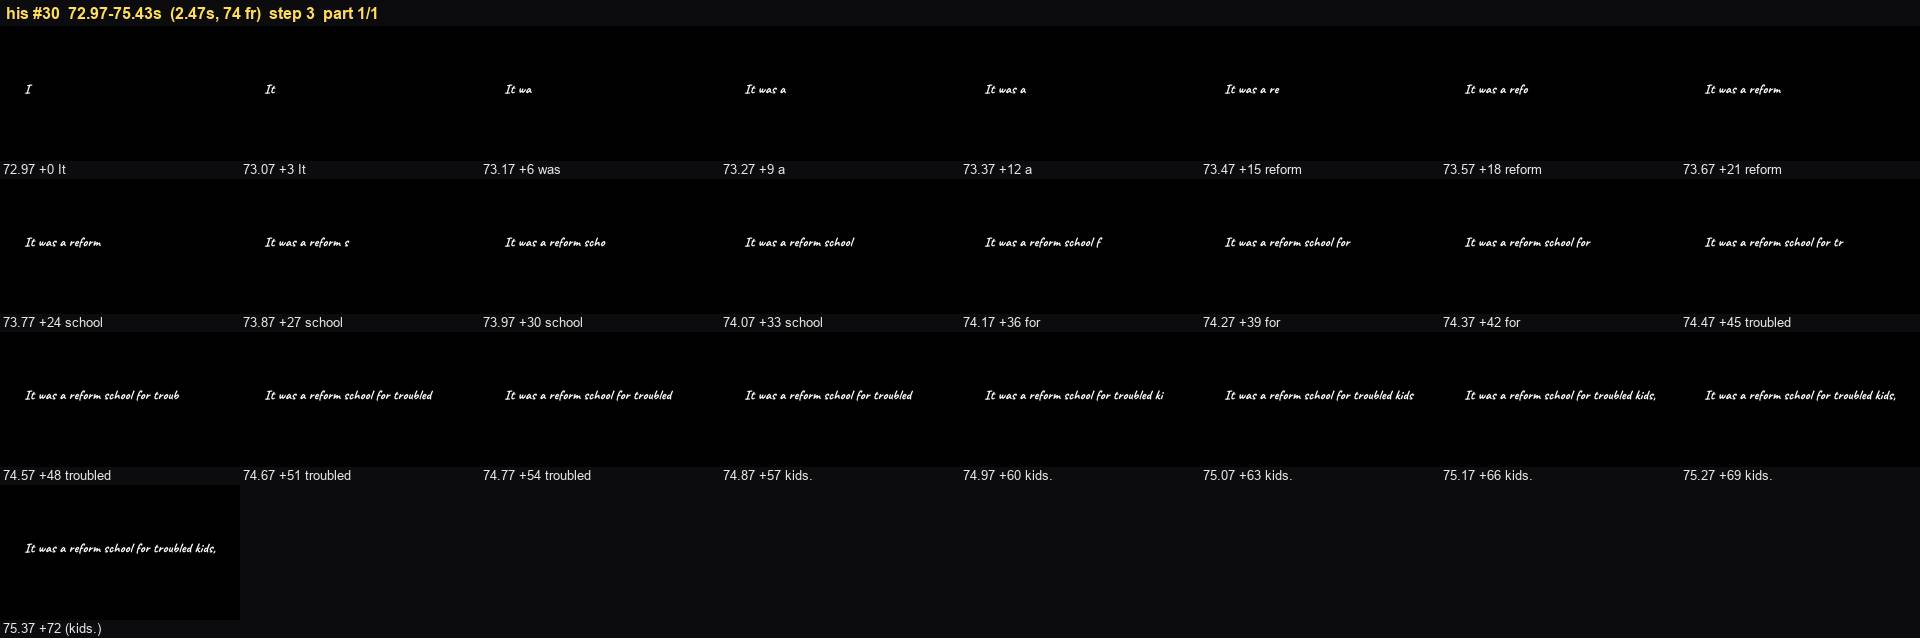 his #30 72.97-75.43s (2.47s, 74 fr) step 3 part 1/1
I
It
It wa
It was a
It was a
It was a re
It was a refo
It was a reform
72.97 +0 It
73.07 +3 It
73.17 +6 was
73.27 +9 a
73.37 +12 a
73.47 +15 reform
73.57 +18 reform
73.67 +21 reform
It was a reform
It was a reform s
It was a reform scho
It was a reform school
It was a reform school f
It was a reform school for
It was a reform school for
It was a reform school for tr
73.77 +24 school
73.87 +27 school
73.97 +30 school
74.07 +33 school
74.17 +36 for
74.27 +39 for
74.37 +42 for
74.47 +45 troubled
It was a reform school for troub
It was a reform school for troubled
It was a reform school for troubled
It was a reform school for troubled
It was a reform school for troubled ki
It was a reform school for troubled kids
It was a reform school for troubled kids,
It was a reform school for troubled kids,
74.57 +48 troubled
74.67 +51 troubled
74.77 +54 troubled
74.87 +57 kids.
74.97 +60 kids.
75.07 +63 kids.
75.17 +66 kids.
75.27 +69 kids.
It was a reform school for troubled kids,
75.37 +72 (kids.)